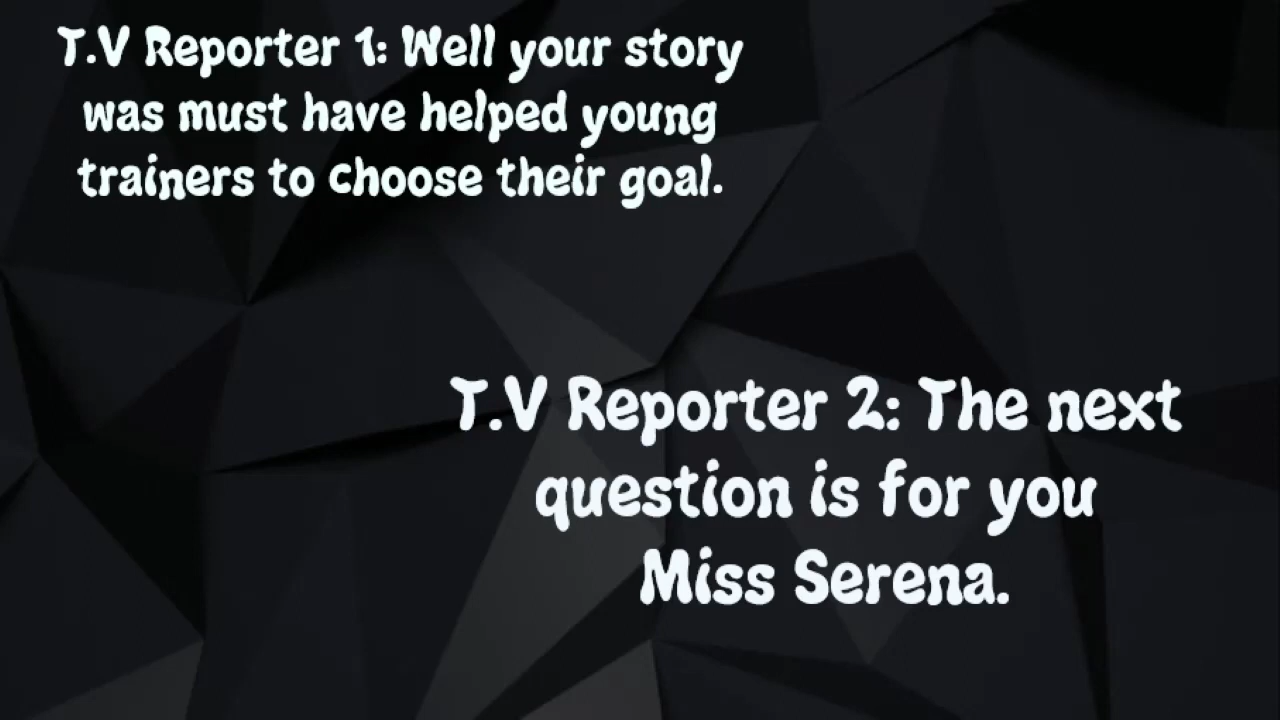 T.V Reporter 1: Well your story
was must have helped young
trainers to choose their goal.
T.V Reporter 2: The next
question is for you
Miss Serena.